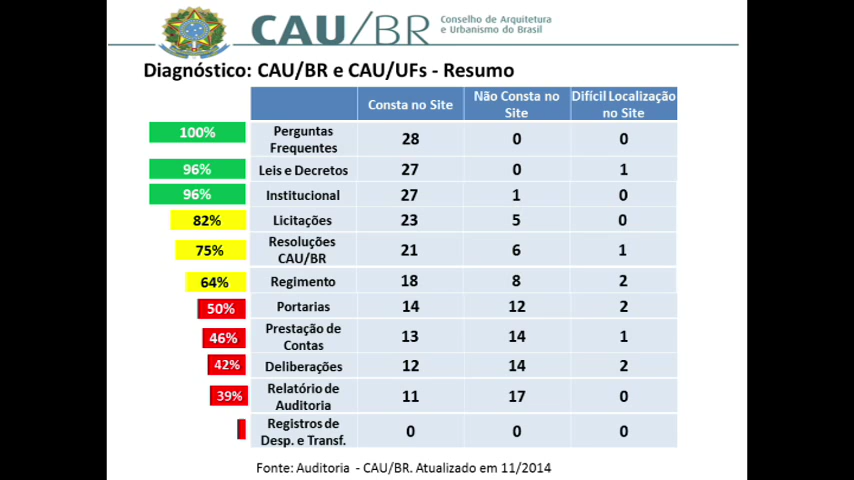 CAU/BR
Conselho de Arquitetura
e Urbanismo do Brasil
Diagnóstico: CAU/BR e CAU/UFs - Resumo
Consta no Site
Não Consta no
Site
Difícil Localização
no Site
100%
Perguntas
Frequentes
28
0
0
96%
Leis e Decretos
27
0
1
96%
Institucional
27
1
0
82%
Licitações
23
5
0
75%
Resoluções
CAU/BR
21
6
1
64%
Regimento
18
8
2
50%
Portarias
14
12
2
46%
Prestação de
Contas
13
14
1
42%
Deliberações
12
14
2
39%
Relatório de
Auditoria
11
17
0
Registros de
Desp. e Transf.
0
0
0
Fonte: Auditoria - CAU/BR. Atualizado em 11/2014